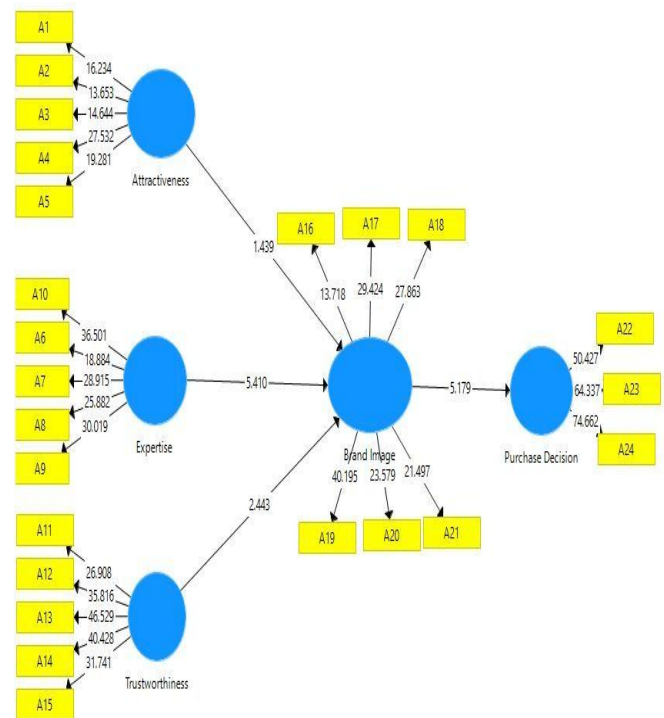 A1
A2
A3
A4
A5
16.234
13.653
14.644
27.532
19.281
Attractiveness
1.439
A16
A17
A18
13.718
29.424
27.863
A10
A6
A7
A8
A9
36.501
18.884
28.915
25.882
30.019
Expertise
5.410
Brand Image
5.179
A22
A23
A24
50.427
64.337
74.662
Purchase Decision
40.195
23.579
21.497
A19
A20
A21
2.443
A11
A12
A13
A14
A15
26.908
35.816
46.529
40.428
31.741
Trustworthiness